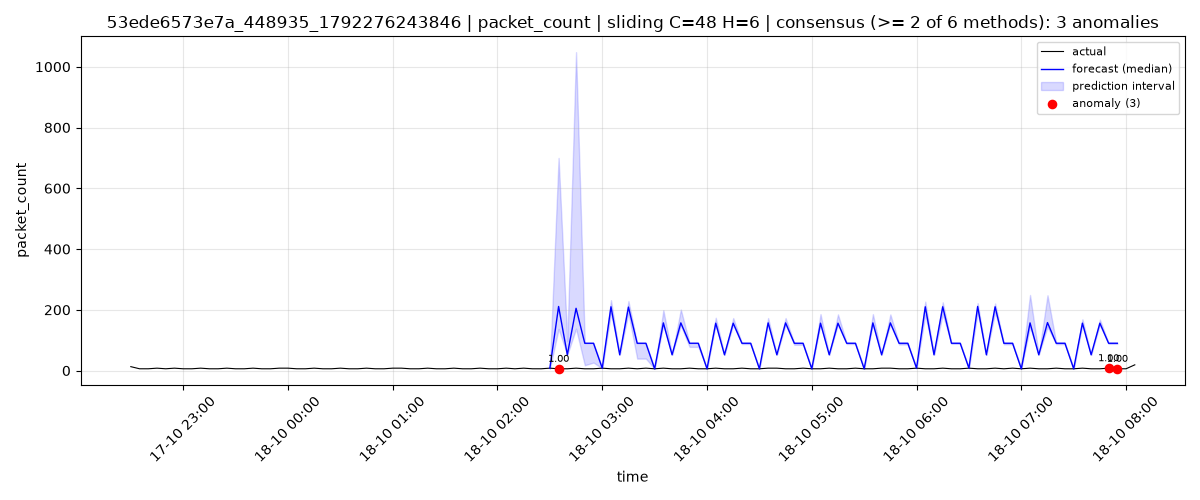 53ede6573e7a_448935_1792276243846 | packet_count | sliding C=48 H=6 | consensus (>= 2 of 6 methods): 3 anomalies
actual
forecast (median)
prediction interval
anomaly (3)
packet_count
1000
800
600
400
200
0
1.00
17-10 23:00
18-10 00:00
18-10 01:00
18-10 02:00
18-10 03:00
18-10 04:00
18-10 05:00
18-10 06:00
18-10 07:00
18-10 08:00
time